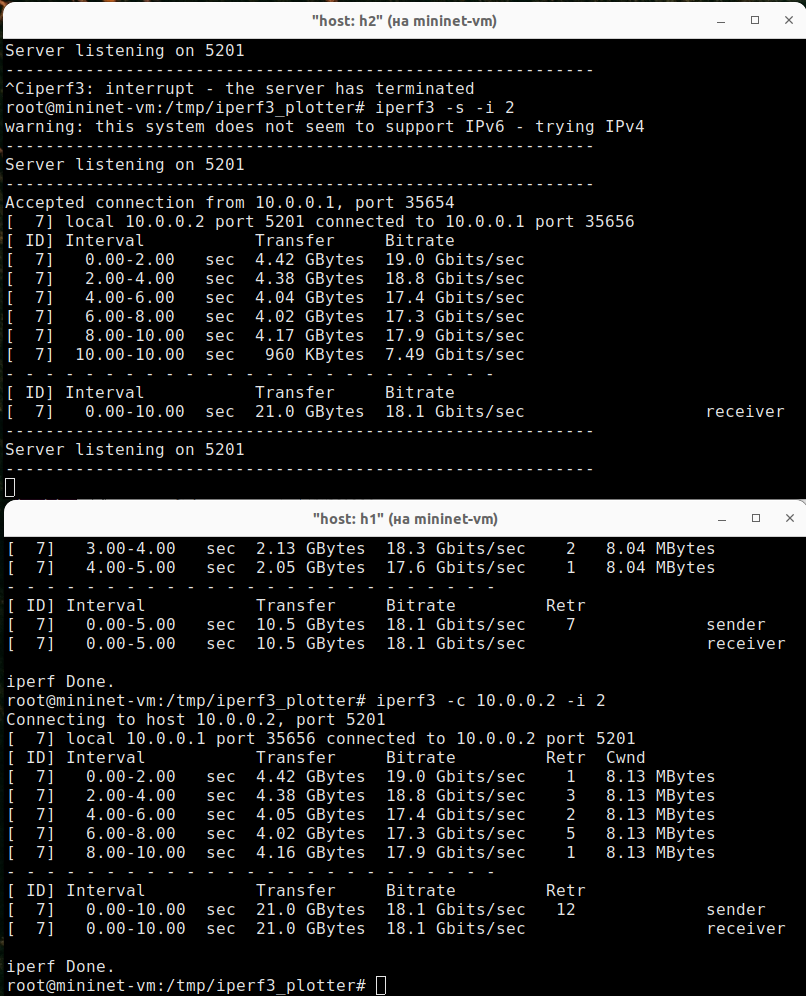 "host: h2" (на mininet-vm)
Server listening on 5201
-----------------------------------------------------------
^Ciperf3: interrupt - the server has terminated
root@mininet-vm:/tmp/iperf3_plotter# iperf3 -s -i 2
warning: this system does not seem to support IPv6 - trying IPv4
-----------------------------------------------------------
Server listening on 5201
-----------------------------------------------------------
Accepted connection from 10.0.0.1, port 35654
[  7] local 10.0.0.2 port 5201 connected to 10.0.0.1 port 35656
[ ID] Interval           Transfer     Bitrate
[  7]   0.00-2.00   sec  4.42 GBytes  19.0 Gbits/sec
[  7]   2.00-4.00   sec  4.38 GBytes  18.8 Gbits/sec
[  7]   4.00-6.00   sec  4.04 GBytes  17.4 Gbits/sec
[  7]   6.00-8.00   sec  4.02 GBytes  17.3 Gbits/sec
[  7]   8.00-10.00  sec  4.17 GBytes  17.9 Gbits/sec
[  7]  10.00-10.00  sec   960 KBytes  7.49 Gbits/sec
- - - - - - - - - - - - - - - - - - - - - - - - -
[ ID] Interval           Transfer     Bitrate
[  7]   0.00-10.00  sec  21.0 GBytes  18.1 Gbits/sec                  receiver
-----------------------------------------------------------
Server listening on 5201
-----------------------------------------------------------
"host: h1" (на mininet-vm)
[  7]   3.00-4.00   sec  2.13 GBytes  18.3 Gbits/sec    2   8.04 MBytes
[  7]   4.00-5.00   sec  2.05 GBytes  17.6 Gbits/sec    1   8.04 MBytes
- - - - - - - - - - - - - - - - - - - - - - - - -
[ ID] Interval           Transfer     Bitrate         Retr
[  7]   0.00-5.00   sec  10.5 GBytes  18.1 Gbits/sec    7             sender
[  7]   0.00-5.00   sec  10.5 GBytes  18.1 Gbits/sec                  receiver
iperf Done.
root@mininet-vm:/tmp/iperf3_plotter# iperf3 -c 10.0.0.2 -i 2
Connecting to host 10.0.0.2, port 5201
[  7] local 10.0.0.1 port 35656 connected to 10.0.0.2 port 5201
[ ID] Interval           Transfer     Bitrate         Retr  Cwnd
[  7]   0.00-2.00   sec  4.42 GBytes  19.0 Gbits/sec    1   8.13 MBytes
[  7]   2.00-4.00   sec  4.38 GBytes  18.8 Gbits/sec    3   8.13 MBytes
[  7]   4.00-6.00   sec  4.05 GBytes  17.4 Gbits/sec    2   8.13 MBytes
[  7]   6.00-8.00   sec  4.02 GBytes  17.3 Gbits/sec    5   8.13 MBytes
[  7]   8.00-10.00  sec  4.16 GBytes  17.9 Gbits/sec    1   8.13 MBytes
- - - - - - - - - - - - - - - - - - - - - - - - -
[ ID] Interval           Transfer     Bitrate         Retr
[  7]   0.00-10.00  sec  21.0 GBytes  18.1 Gbits/sec   12             sender
[  7]   0.00-10.00  sec  21.0 GBytes  18.1 Gbits/sec                  receiver
iperf Done.
root@mininet-vm:/tmp/iperf3_plotter#